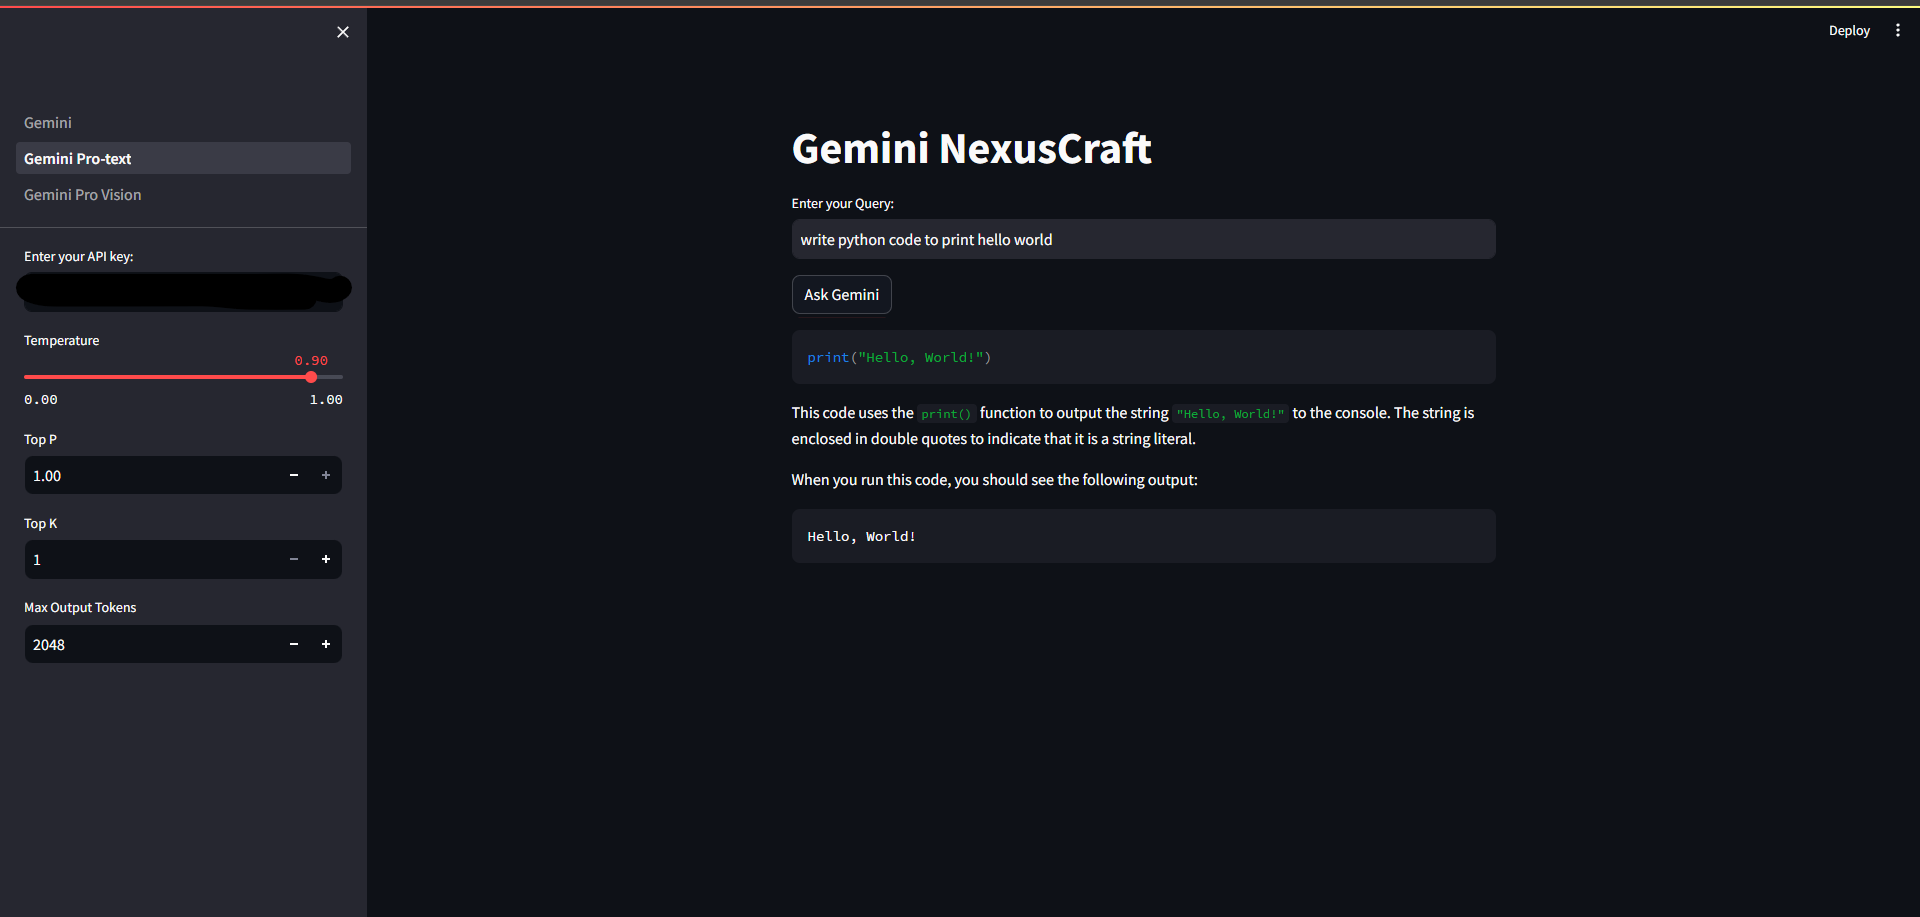 Deploy
Gemini
Gemini Pro-text
Gemini Pro Vision
Enter your API key:
Temperature
0.90
0.00 1.00
Top P
1.00
Top K
1
Max Output Tokens
2048
Gemini NexusCraft
Enter your Query:
write python code to print hello world
Ask Gemini
print("Hello, World!")
This code uses the print() function to output the string "Hello, World!" to the console. The string is
enclosed in double quotes to indicate that it is a string literal.
When you run this code, you should see the following output:
Hello, World!